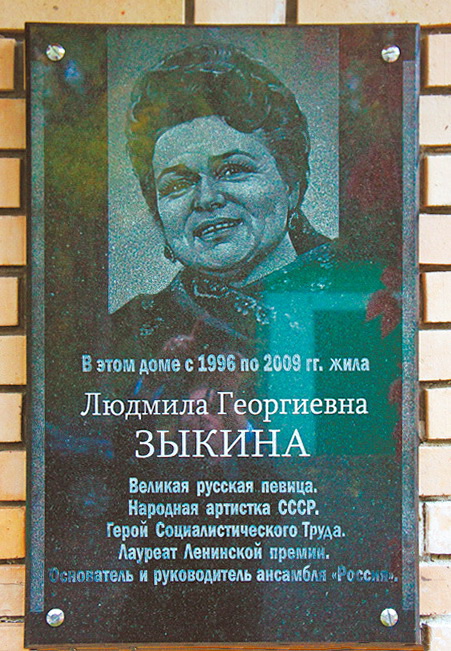 В этом доме с 1996 по 2009 гг. жила
Людмила Георгиевна
ЗЫКИНА
Великая русская певица.
Народная артистка СССР.
Герой Социалистического Труда.
Лауреат Ленинской премии.
Основатель и руководитель ансамбля «Россия».